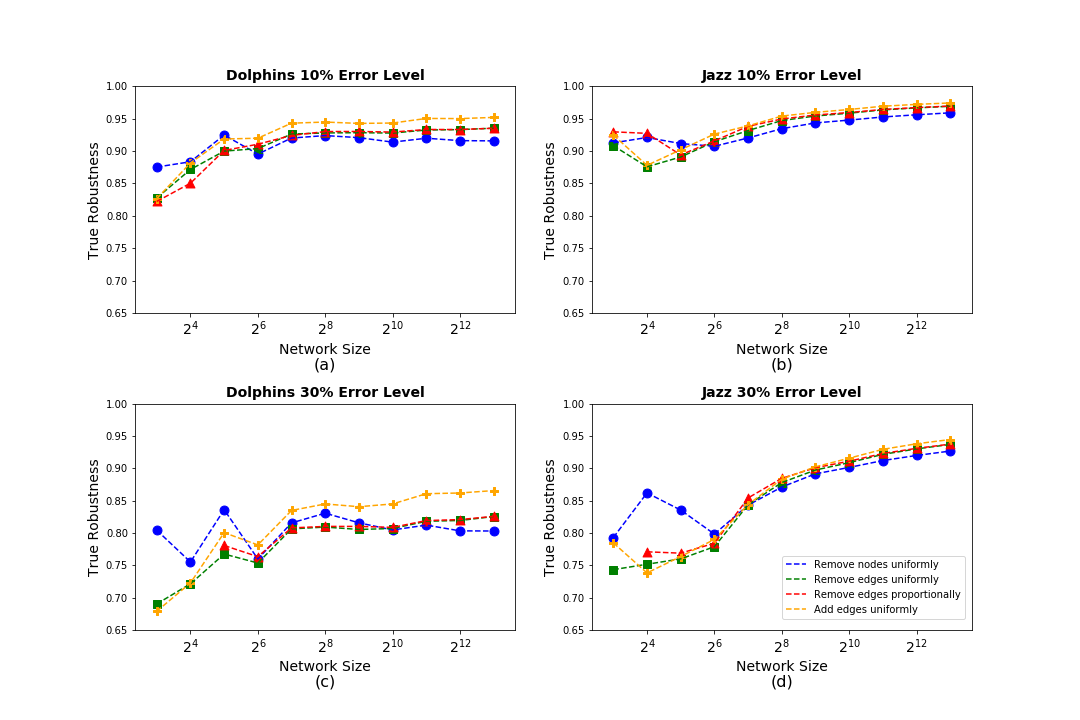 Dolphins 10% Error Level
1.00
0.95
0.90
0.85
0.80
0.75
0.70
0.65
True Robustness
2^4 2^6 2^8 2^10 2^12
Network Size
(a)
Jazz 10% Error Level
1.00
0.95
0.90
0.85
0.80
0.75
0.70
0.65
True Robustness
2^4 2^6 2^8 2^10 2^12
Network Size
(b)
Dolphins 30% Error Level
1.00
0.95
0.90
0.85
0.80
0.75
0.70
0.65
True Robustness
2^4 2^6 2^8 2^10 2^12
Network Size
(c)
Jazz 30% Error Level
1.00
0.95
0.90
0.85
0.80
0.75
0.70
0.65
True Robustness
Remove nodes uniformly
Remove edges uniformly
Remove edges proportionally
Add edges uniformly
2^4 2^6 2^8 2^10 2^12
Network Size
(d)